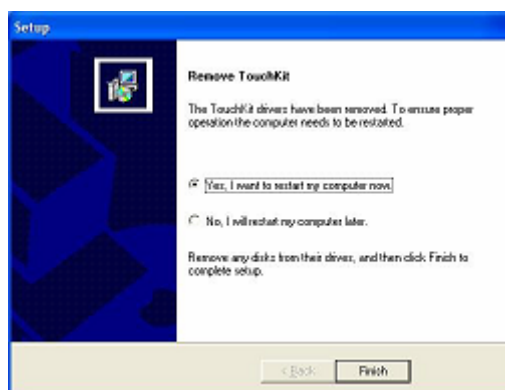 Setup
Remove TouchKit
The TouchKit drivers have been removed. To ensure proper
operation the computer needs to be restarted.
Yes, I want to restart my computer now.
No, I will restart my computer later.
Remove any disks from their drives, and then click Finish to
complete setup.
< Back
Finish